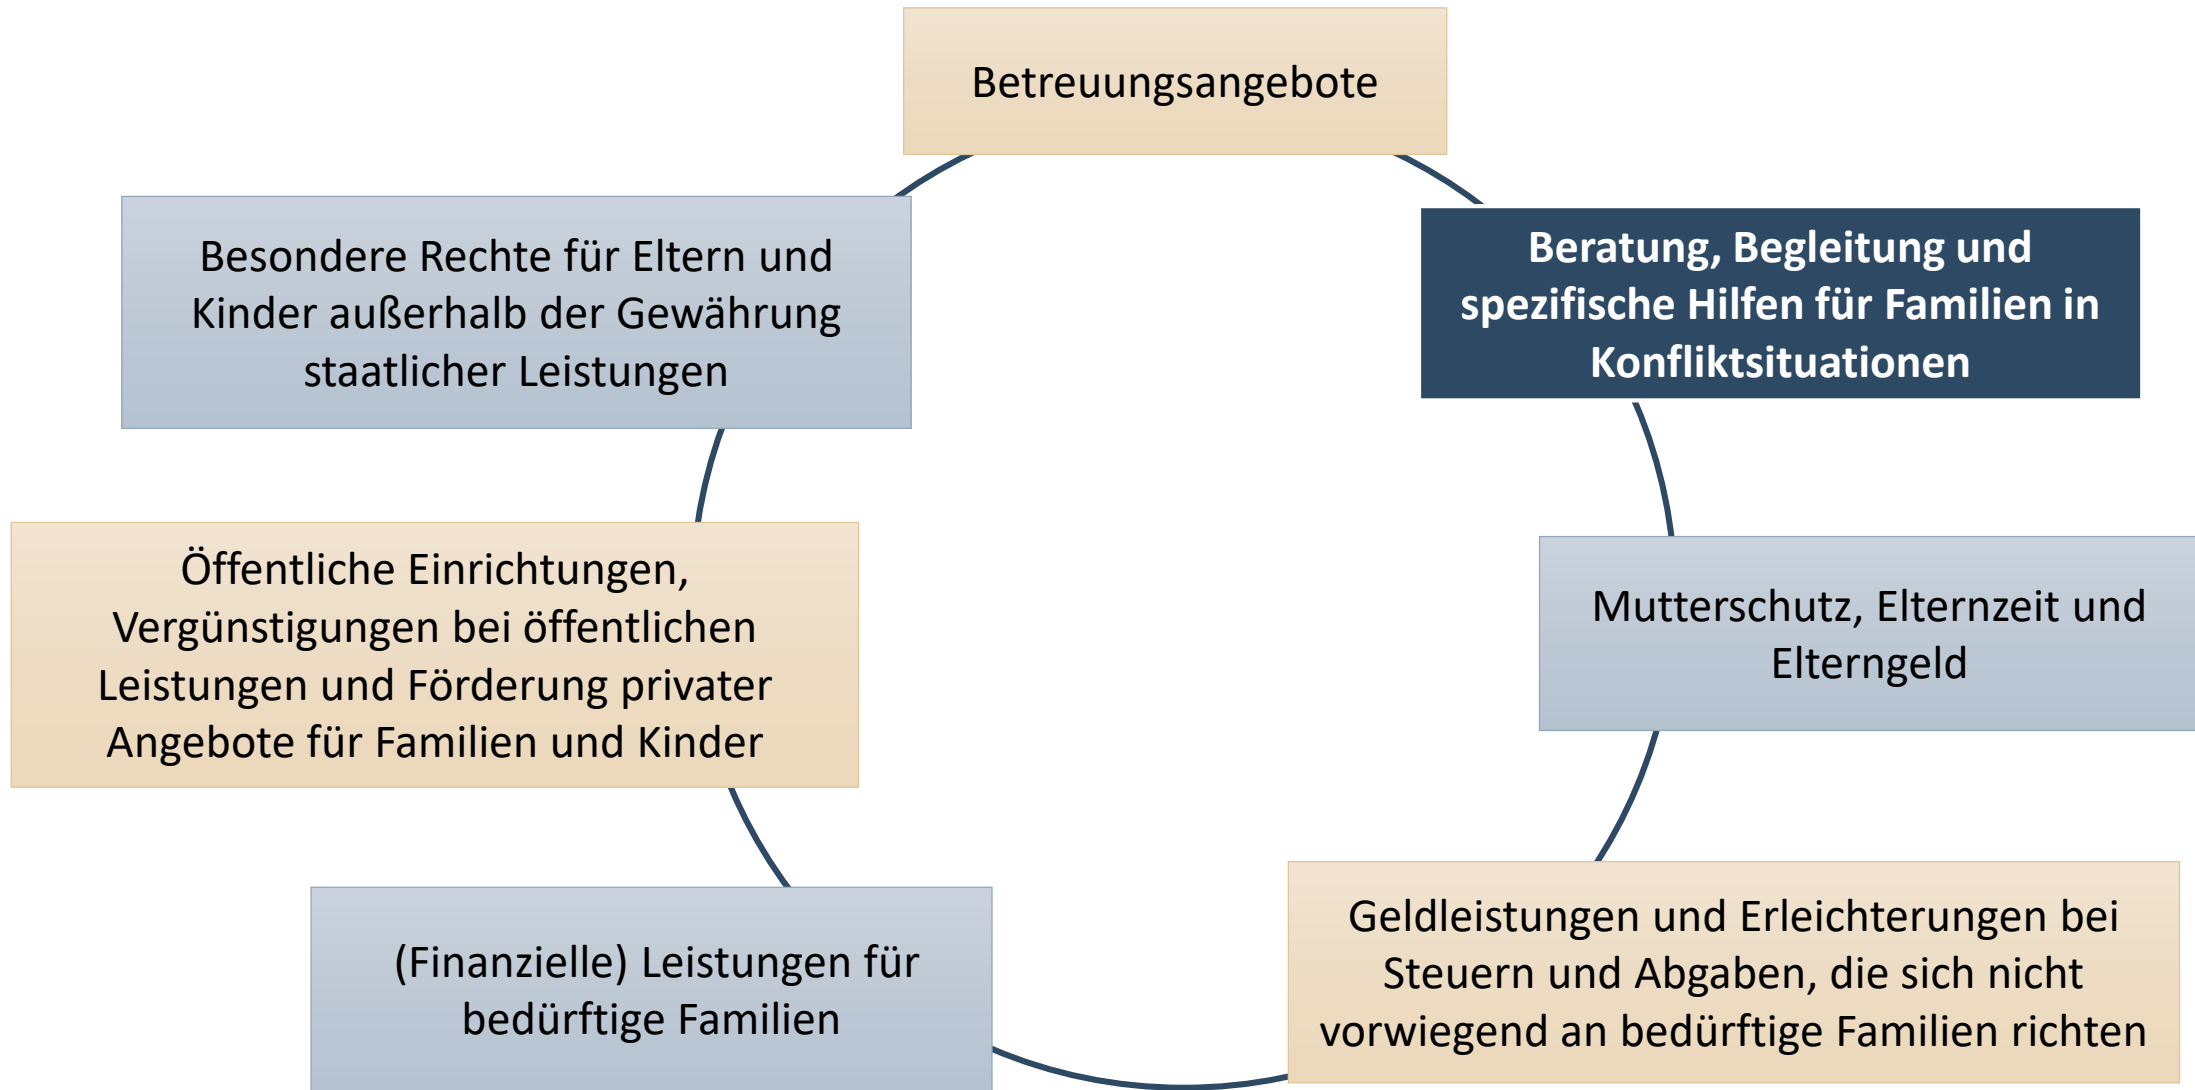 Betreuungsangebote
Beratung, Begleitung und
spezifische Hilfen für Familien in
Konfliktsituationen
Mutterschutz, Elternzeit und
Elterngeld
Geldleistungen und Erleichterungen bei
Steuern und Abgaben, die sich nicht
vorwiegend an bedürftige Familien richten
(Finanzielle) Leistungen für
bedürftige Familien
Öffentliche Einrichtungen,
Vergünstigungen bei öffentlichen
Leistungen und Förderung privater
Angebote für Familien und Kinder
Besondere Rechte für Eltern und
Kinder außerhalb der Gewährung
staatlicher Leistungen